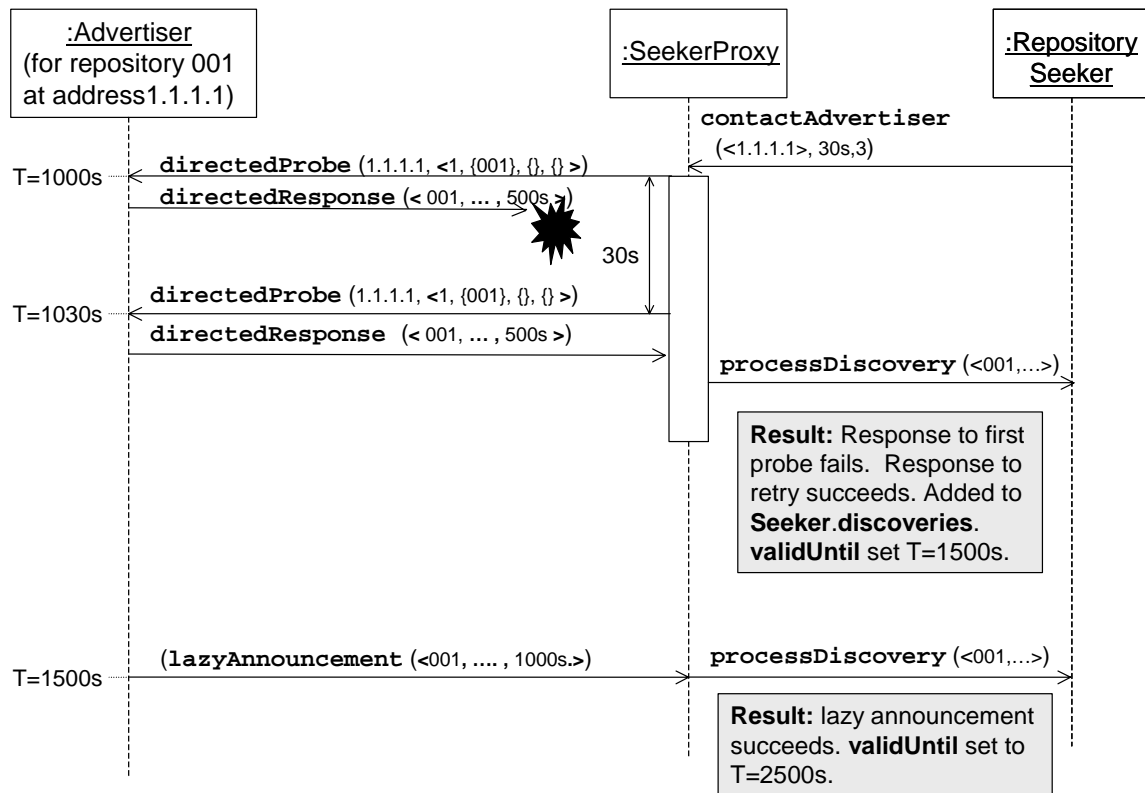 :Advertiser
(for repository 001
at address1.1.1.1)
:SeekerProxy
:Repository
Seeker
contactAdvertiser
(<1.1.1.1>, 30s,3)
directedProbe (1.1.1.1, <1, {001}, {}, {} >)
T=1000s
directedResponse (< 001, ... , 500s >)
30s
directedProbe (1.1.1.1, <1, {001}, {}, {} >)
T=1030s
directedResponse (< 001, ... , 500s >)
processDiscovery (<001,...>)
Result: Response to first
probe fails. Response to
retry succeeds. Added to
Seeker.discoveries.
validUntil set T=1500s.
(lazyAnnouncement (<001, .... , 1000s.>)
processDiscovery (<001,...>)
T=1500s
Result: lazy announcement
succeeds. validUntil set to
T=2500s.